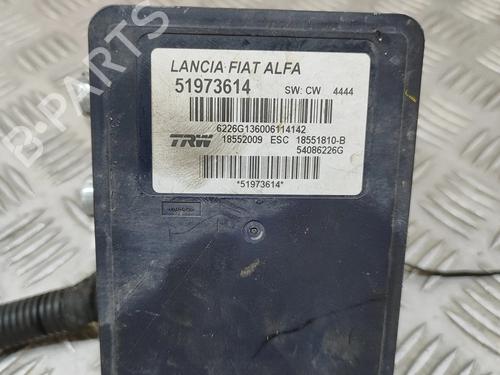 LANCIA FIAT ALFA
51973614 SW: CW 4444
6226G136006114142
TRW 18552009 ESC 18551810-B
54086226G
*51973614*
B-PARTS